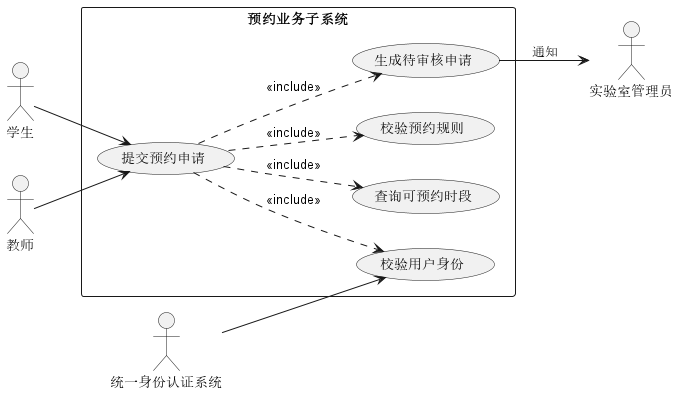 预约业务子系统
生成待审核申请
通知
实验室管理员
«include»
学生
«include»
校验预约规则
提交预约申请
«include»
查询可预约时段
«include»
教师
校验用户身份
统一身份认证系统